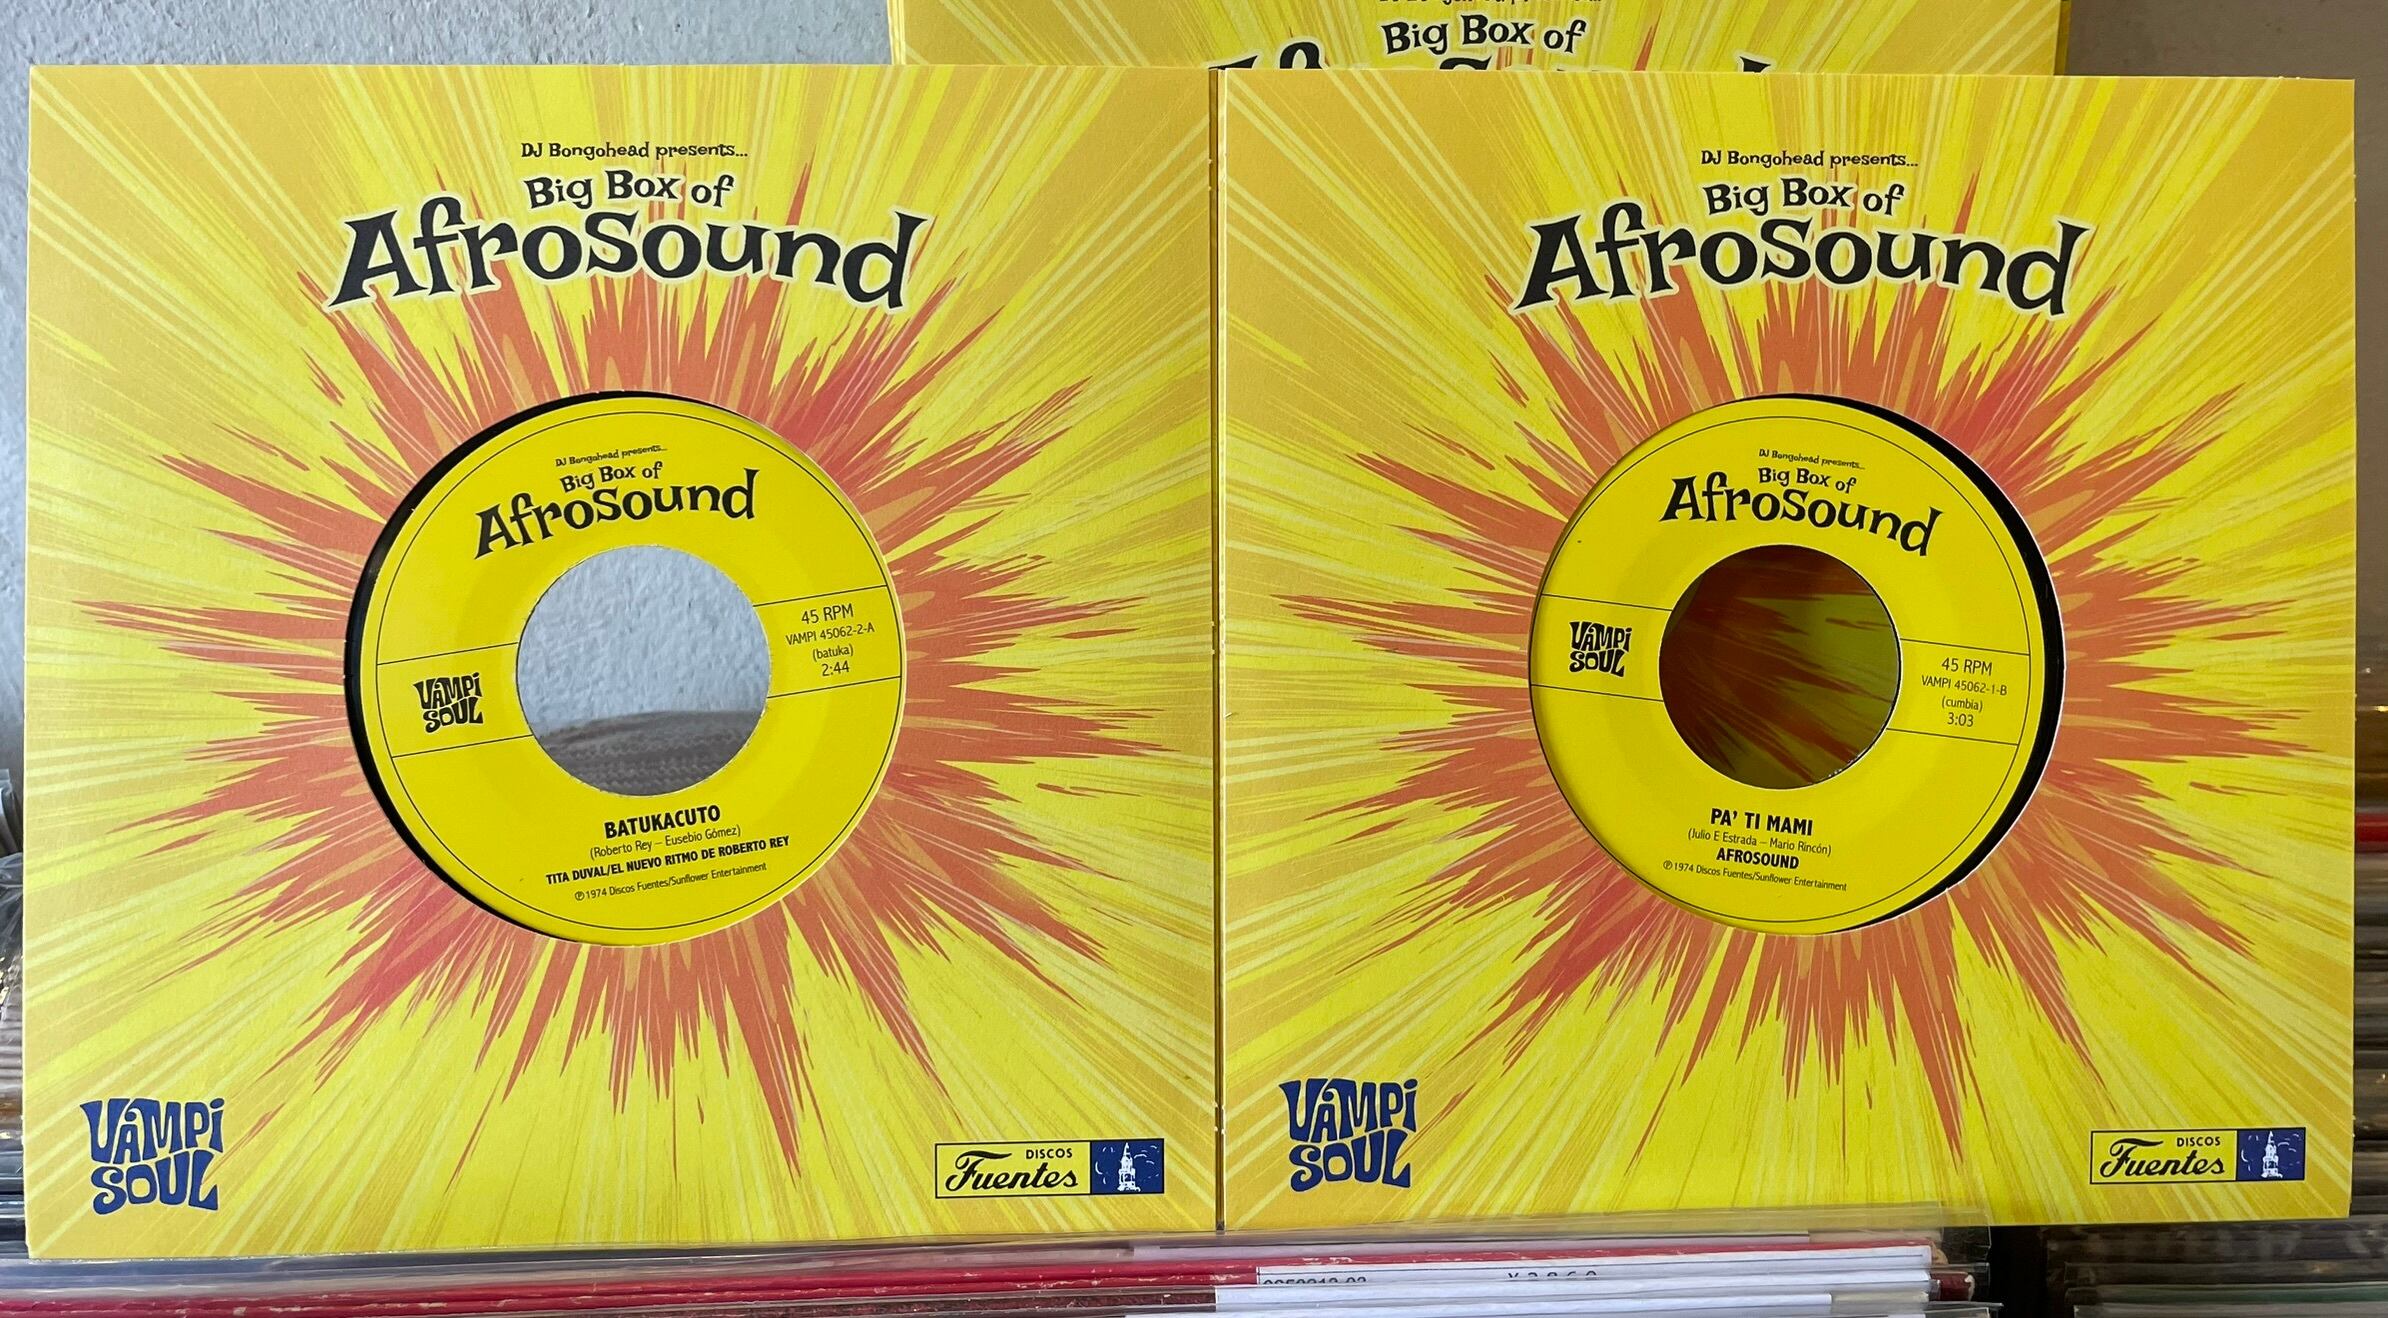 Big Box of
DJ Bongohead presents...
Big Box of
Afrosound
DJ Bongohead presents...
Big Box of
Afrosound
45 RPM
VAMPI 45062-2-A
(batuka)
2:44
VAMPI
SOUL
BATUKACUTO
(Roberto Rey – Eusebio Gómez)
TITA DUVAL/EL NUEVO RITMO DE ROBERTO REY
℗ 1974 Discos Fuentes/Sunflower Entertainment
VAMPI
SOUL
DISCOS
Fuentes
DJ Bongohead presents...
Big Box of
Afrosound
DJ Bongohead presents...
Big Box of
Afrosound
VAMPI
SOUL
45 RPM
VAMPI 45062-1-B
(cumbia)
3:03
PA' TI MAMI
(Julio E Estrada – Mario Rincón)
AFROSOUND
℗ 1974 Discos Fuentes/Sunflower Entertainment
VAMPI
SOUL
DISCOS
Fuentes